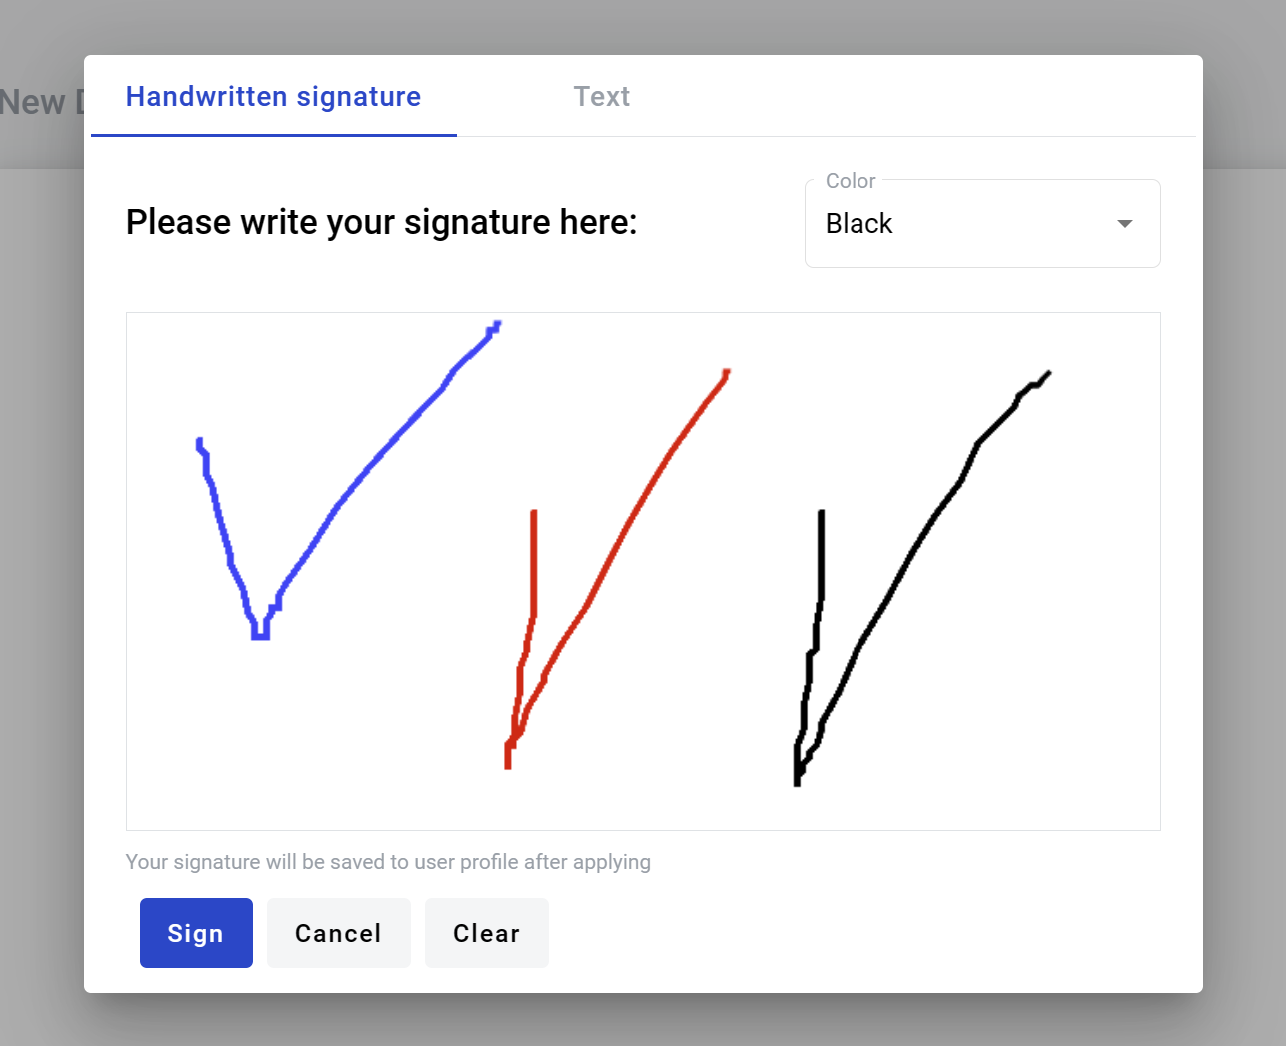 New
Handwritten signature
Text
Color
Please write your signature here:
Black
Your signature will be saved to user profile after applying
Sign
Cancel
Clear